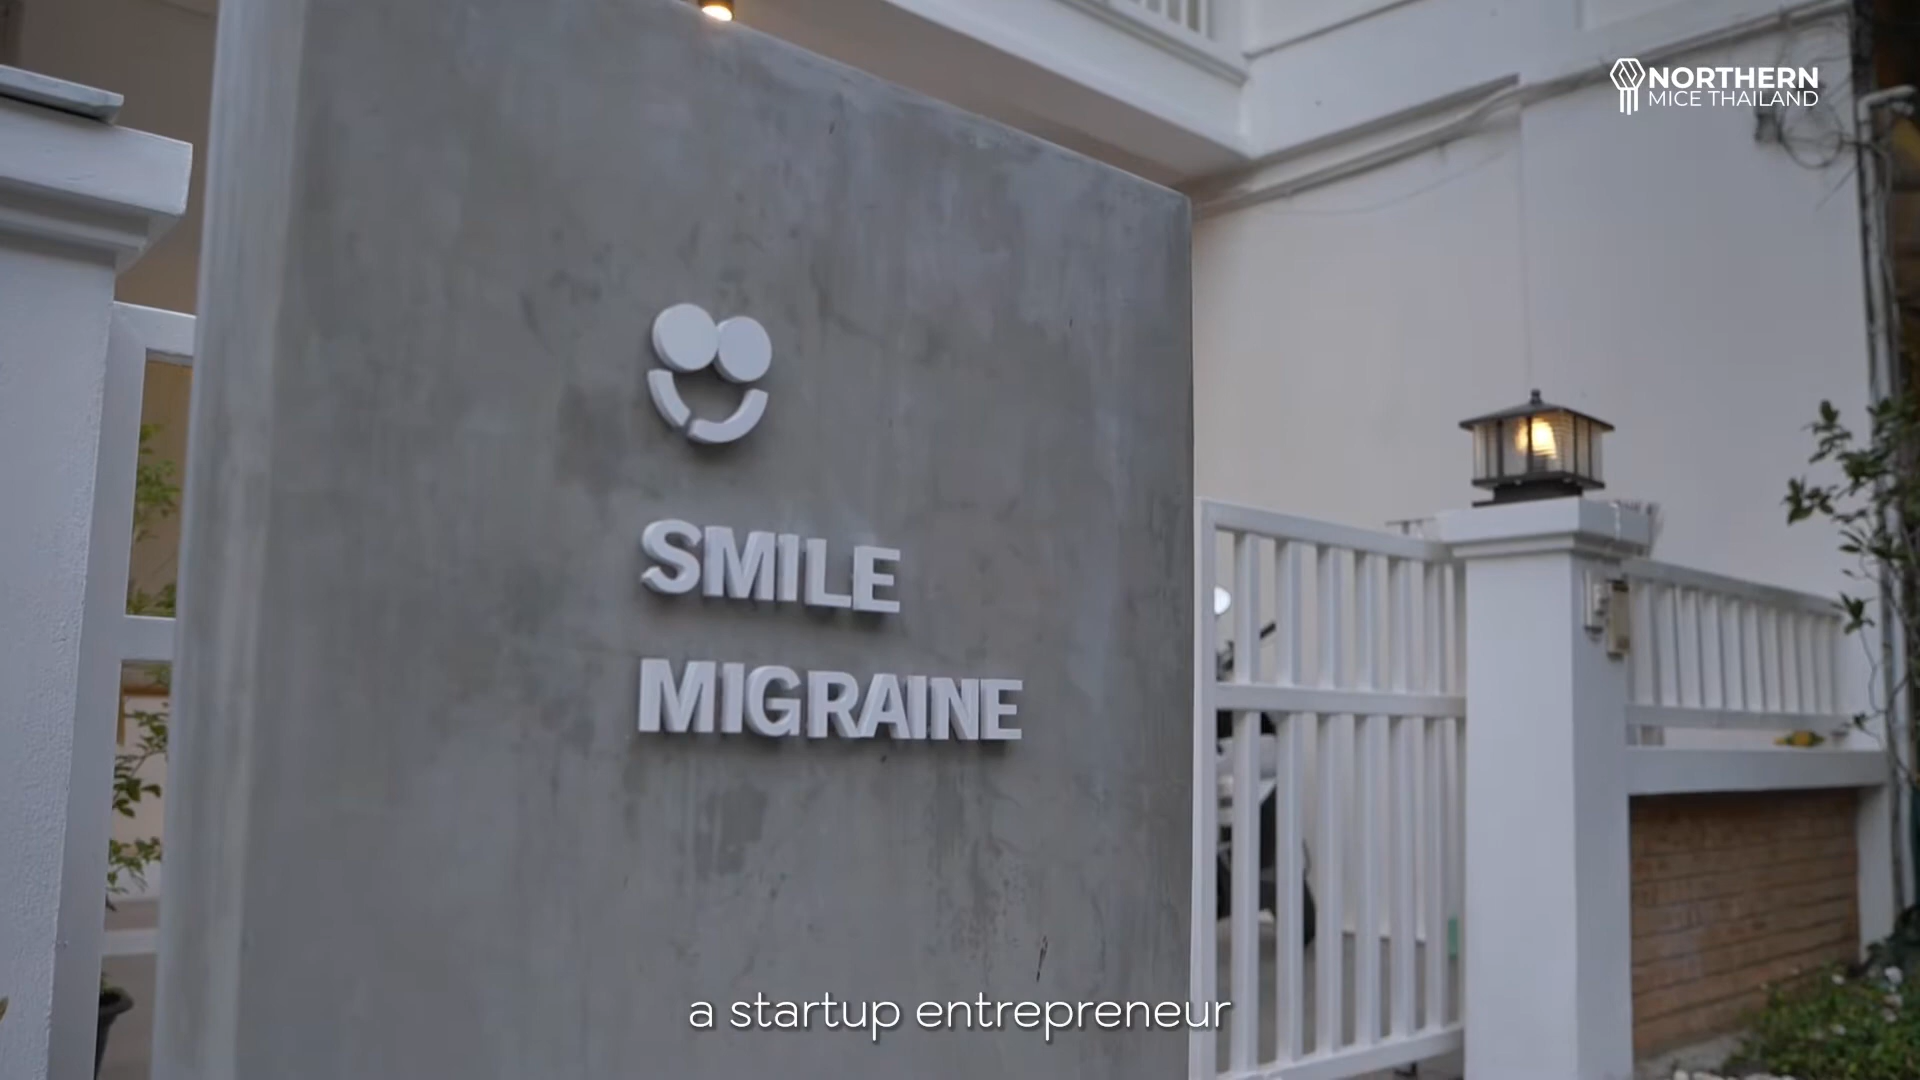 NORTHERN
MICE THAILAND
SMILE
MIGRAINE
a startup entrepreneur